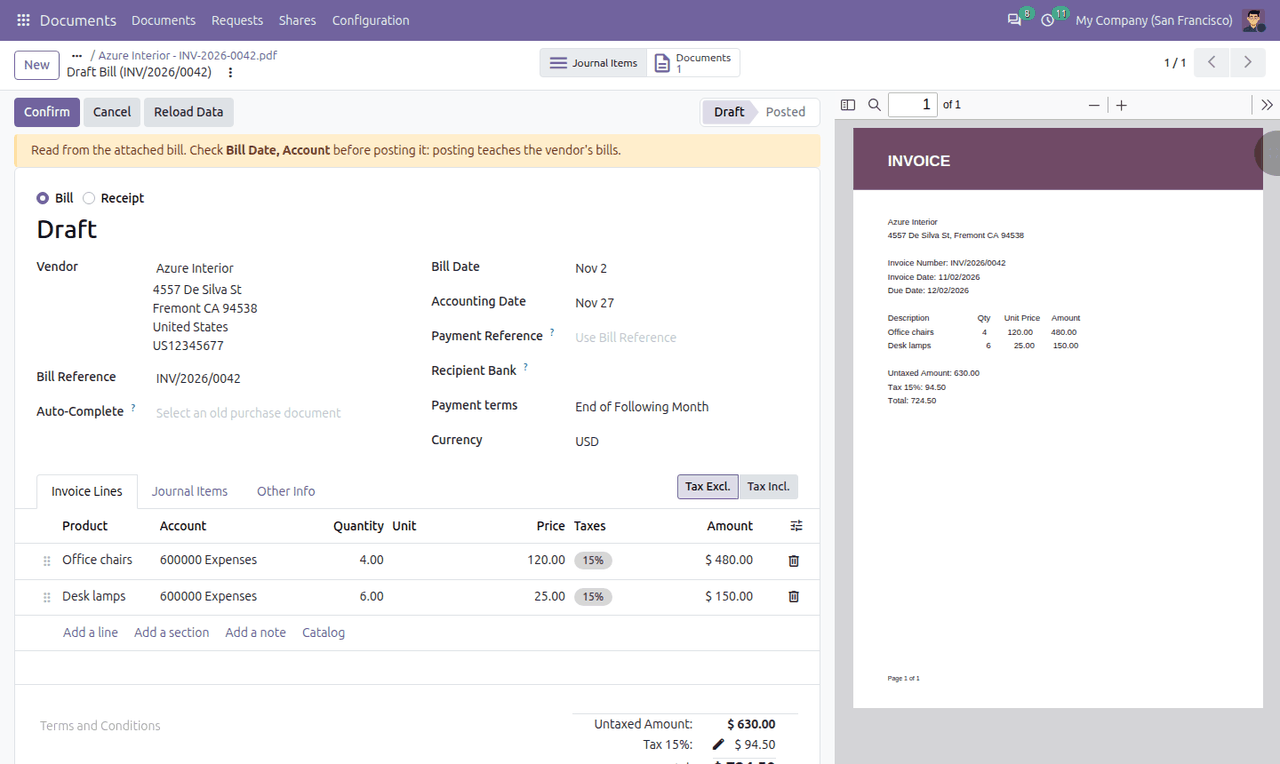 Documents Documents Requests Shares Configuration 8 11 My Company (San Francisco)
New ... / Azure Interior - INV-2026-0042.pdf
Draft Bill (INV/2026/0042)
Journal Items
Documents
1
1 / 1
Confirm Cancel Reload Data Draft Posted
Read from the attached bill. Check Bill Date, Account before posting it: posting teaches the vendor's bills.
Bill Receipt
Draft
Vendor Azure Interior
4557 De Silva St
Fremont CA 94538
United States
US12345677
Bill Reference INV/2026/0042
Auto-Complete ? Select an old purchase document
Bill Date Nov 2
Accounting Date Nov 27
Payment Reference ? Use Bill Reference
Recipient Bank ?
Payment terms End of Following Month
Currency USD
Invoice Lines Journal Items Other Info Tax Excl. Tax Incl.
Product Account Quantity Unit Price Taxes Amount
Office chairs 600000 Expenses 4.00 120.00 15% $ 480.00
Desk lamps 600000 Expenses 6.00 25.00 15% $ 150.00
Add a line Add a section Add a note Catalog
Terms and Conditions
Untaxed Amount: $ 630.00
Tax 15%: $ 94.50
1 of 1
INVOICE
Azure Interior
4557 De Silva St, Fremont CA 94538
Invoice Number: INV/2026/0042
Invoice Date: 11/02/2026
Due Date: 12/02/2026
Description Qty Unit Price Amount
Office chairs 4 120.00 480.00
Desk lamps 6 25.00 150.00
Untaxed Amount: 630.00
Tax 15%: 94.50
Total: 724.50
Page 1 of 1